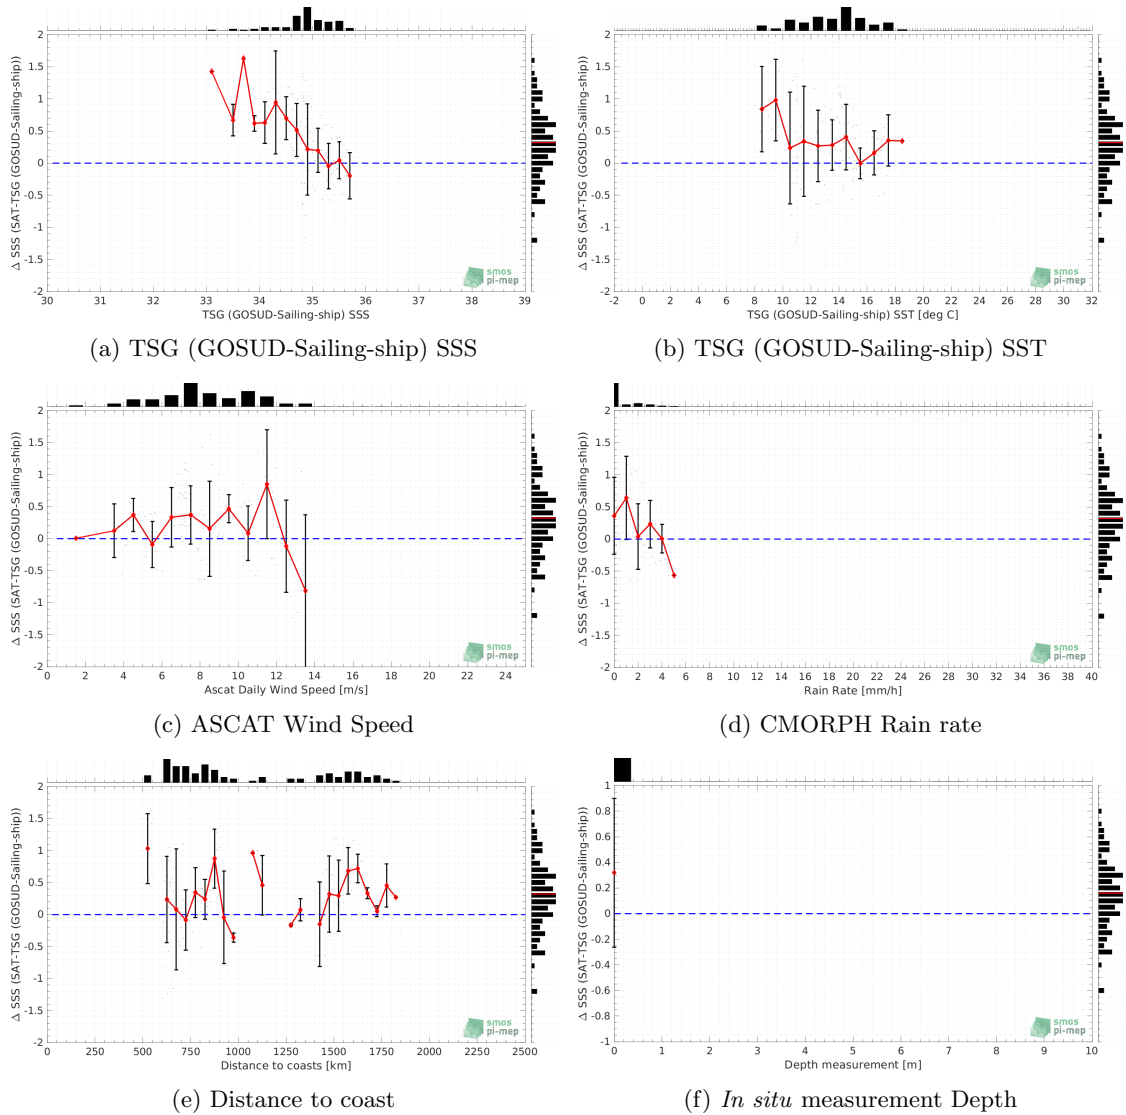 2
1.5
1
0.5
0
-0.5
-1
-1.5
-2
Δ SSS (SAT-TSG (GOSUD-Sailing-ship))
30 31 32 33 34 35 36 37 38 39
TSG (GOSUD-Sailing-ship) SSS
smos
pi-mep
(a) TSG (GOSUD-Sailing-ship) SSS
2
1.5
1
0.5
0
-0.5
-1
-1.5
-2
Δ SSS (SAT-TSG (GOSUD-Sailing-ship))
-2 0 2 4 6 8 10 12 14 16 18 20 22 24 26 28 30 32
TSG (GOSUD-Sailing-ship) SST [deg C]
smos
pi-mep
(b) TSG (GOSUD-Sailing-ship) SST
2
1.5
1
0.5
0
-0.5
-1
-1.5
-2
Δ SSS (SAT-TSG (GOSUD-Sailing-ship))
0 2 4 6 8 10 12 14 16 18 20 22 24
Ascat Daily Wind Speed [m/s]
smos
pi-mep
(c) ASCAT Wind Speed
2
1.5
1
0.5
0
-0.5
-1
-1.5
-2
Δ SSS (SAT-TSG (GOSUD-Sailing-ship))
0 2 4 6 8 10 12 14 16 18 20 22 24 26 28 30 32 34 36 38 40
Rain Rate [mm/h]
smos
pi-mep
(d) CMORPH Rain rate
2
1.5
1
0.5
0
-0.5
-1
-1.5
-2
Δ SSS (SAT-TSG (GOSUD-Sailing-ship))
0 250 500 750 1000 1250 1500 1750 2000 2250 2500
Distance to coasts [km]
smos
pi-mep
(e) Distance to coast
1
0.8
0.6
0.4
0.2
0
-0.2
-0.4
-0.6
-0.8
-1
Δ SSS (SAT-TSG (GOSUD-Sailing-ship))
0 1 2 3 4 5 6 7 8 9 10
Depth measurement [m]
smos
pi-mep
(f) In situ measurement Depth